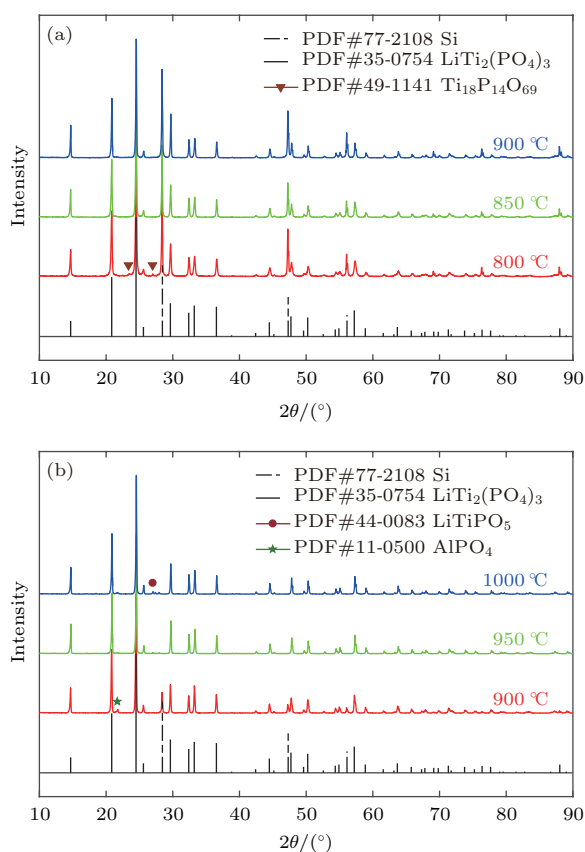 (a)
PDF#77-2108 Si
PDF#35-0754 LiTi₂(PO₄)₃
PDF#49-1141 Ti₁₈P₁₄O₆₉
900 ℃
850 ℃
800 ℃
Intensity
10 20 30 40 50 60 70 80 90
2θ/(°)
(b)
PDF#77-2108 Si
PDF#35-0754 LiTi₂(PO₄)₃
PDF#44-0083 LiTiPO₅
PDF#11-0500 AlPO₄
1000 ℃
950 ℃
900 ℃
Intensity
10 20 30 40 50 60 70 80 90
2θ/(°)